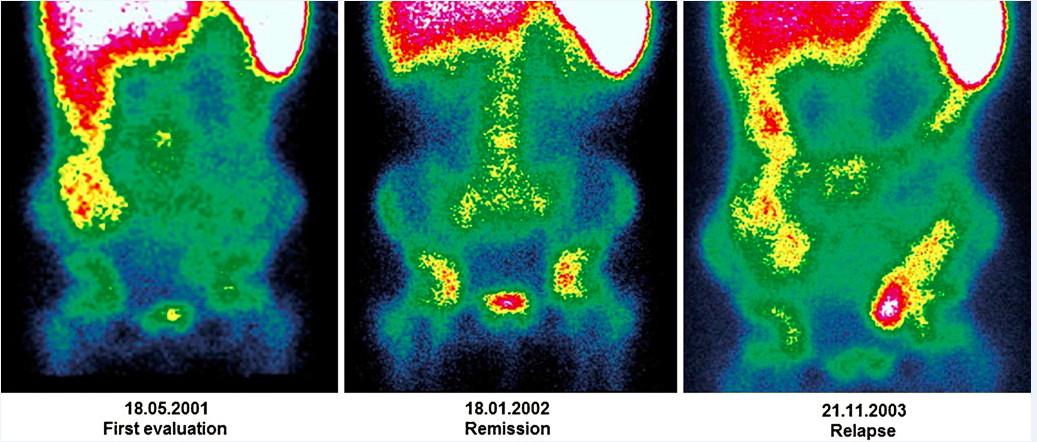 18.05.2001
First evaluation
18.01.2002
Remission
21.11.2003
Relapse